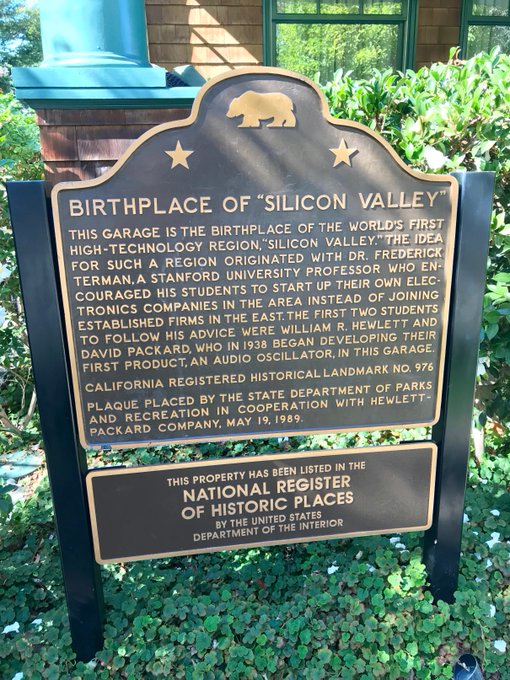 BIRTHPLACE OF "SILICON VALLEY"
THIS GARAGE IS THE BIRTHPLACE OF THE WORLD'S FIRST
HIGH-TECHNOLOGY REGION, "SILICON VALLEY." THE IDEA
FOR SUCH A REGION ORIGINATED WITH DR. FREDERICK
TERMAN, A STANFORD UNIVERSITY PROFESSOR WHO EN-
COURAGED HIS STUDENTS TO START UP THEIR OWN ELEC-
TRONICS COMPANIES IN THE AREA INSTEAD OF JOINING
ESTABLISHED FIRMS IN THE EAST. THE FIRST TWO STUDENTS
TO FOLLOW HIS ADVICE WERE WILLIAM R. HEWLETT AND
DAVID PACKARD, WHO IN 1938 BEGAN DEVELOPING THEIR
FIRST PRODUCT, AN AUDIO OSCILLATOR, IN THIS GARAGE.
CALIFORNIA REGISTERED HISTORICAL LANDMARK NO. 976
PLAQUE PLACED BY THE STATE DEPARTMENT OF PARKS
AND RECREATION IN COOPERATION WITH HEWLETT-
PACKARD COMPANY, MAY 19, 1989.
THIS PROPERTY HAS BEEN LISTED IN THE
NATIONAL REGISTER
OF HISTORIC PLACES
BY THE UNITED STATES
DEPARTMENT OF THE INTERIOR